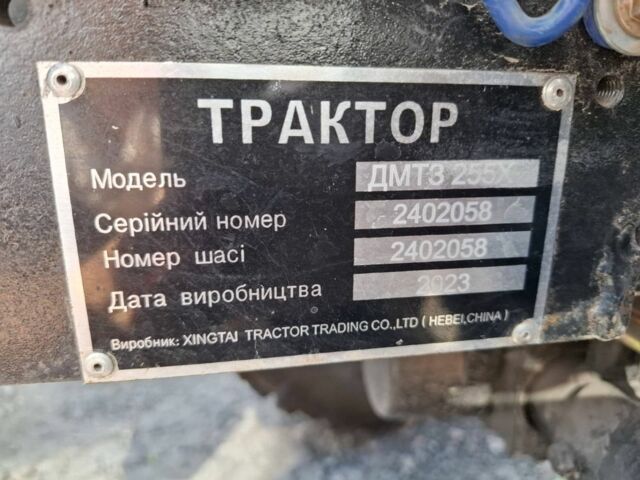 ТРАКТОР
Модель ДМТЗ 255X
Серійний номер 2402058
Номер шасі 2402058
Дата виробництва 2023
Виробник: XINGTAI TRACTOR TRADING CO.,LTD ( HEBEI,CHINA )